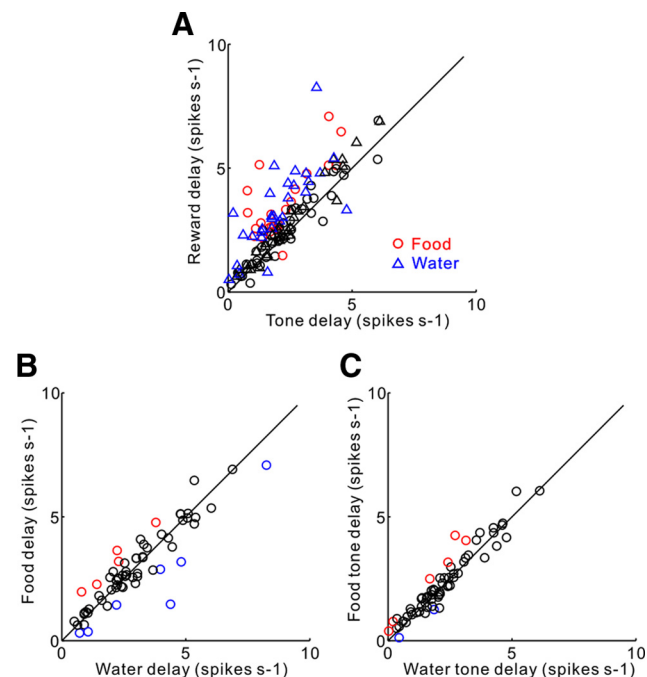 A
10
Reward delay (spikes s-1)
5
Food
Water
0
0 5 10
Tone delay (spikes s-1)
B
C
10
10
Food delay (spikes s-1)
Food tone delay (spikes s-1)
5
5
0
0
0 5 10
0 5 10
Water delay (spikes s-1)
Water tone delay (spikes s-1)